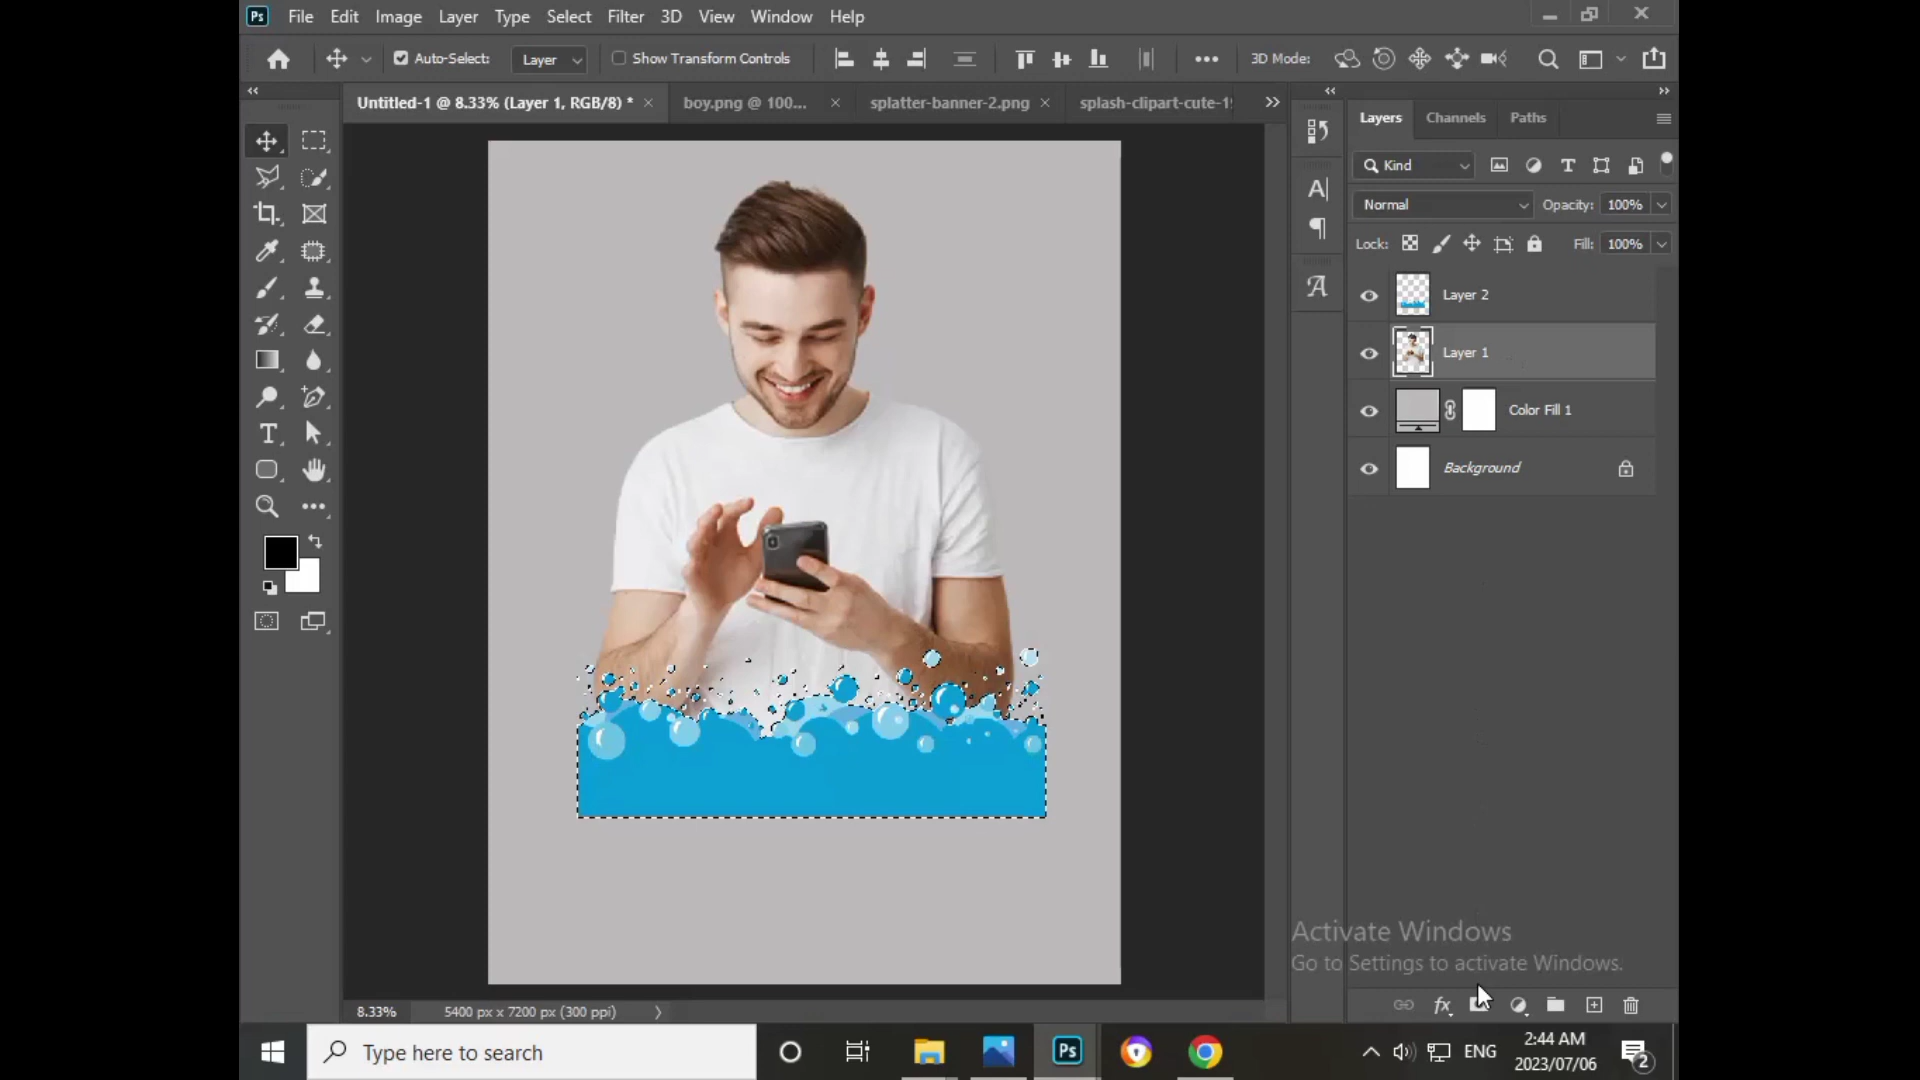 Ps File Edit Image Layer Type Select Filter 3D View Window Help
Auto-Select: Layer Show Transform Controls 3D Mode:
Untitled-1 @ 8.33% (Layer 1, RGB/8) * boy.png @ 100... splatter-banner-2.png splash-clipart-cute-1
Layers Channels Paths
Kind
Normal Opacity: 100%
Lock: Fill: 100%
Layer 2
Layer 1
Color Fill 1
Background
Activate Windows
Go to Settings to activate Windows.
8.33% 5400 px x 7200 px (300 ppi)
fx
Type here to search
Ps
ENG
2:44 AM
2023/07/06
2